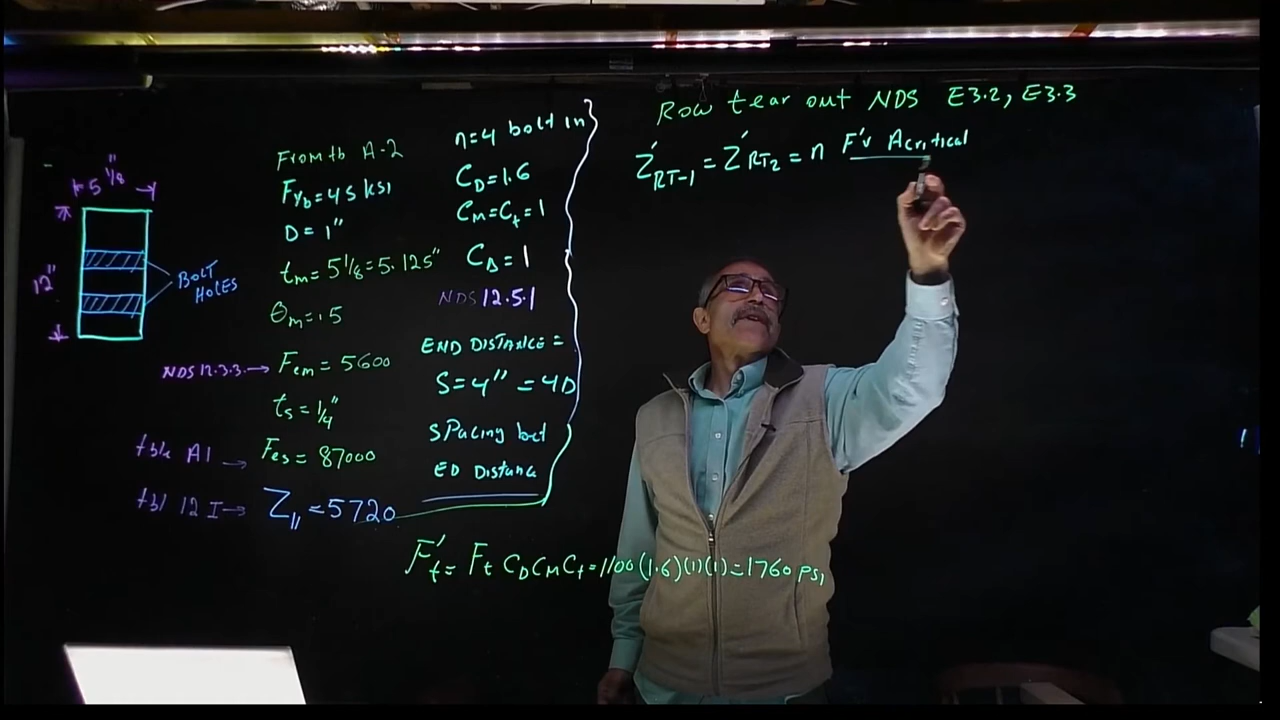 5 1/8"
12"
BOLT
HOLES
From tb A-2
Fyb = 45 ksi
D = 1"
tm = 5 1/8 = 5.125"
θm = .5
NDS 12.3.3 → Fem = 5600
ts = 1/4"
tble A1 → Fes = 87000
tbl 12 I → Z|| = 5720
n=4 bolt in
CD = 1.6
CM = Ct = 1
CΔ = 1
NDS 12.5.1
END DISTANCE =
S = 4" = 4D
SPacing bet
ED Distance
F't = Ft CD CM Ct = 1100 (1.6)(1)(1) = 1760 psi
Row tear out NDS E3.2, E3.3
Z'RT-1 = Z'RT2 = n F'v Acritical